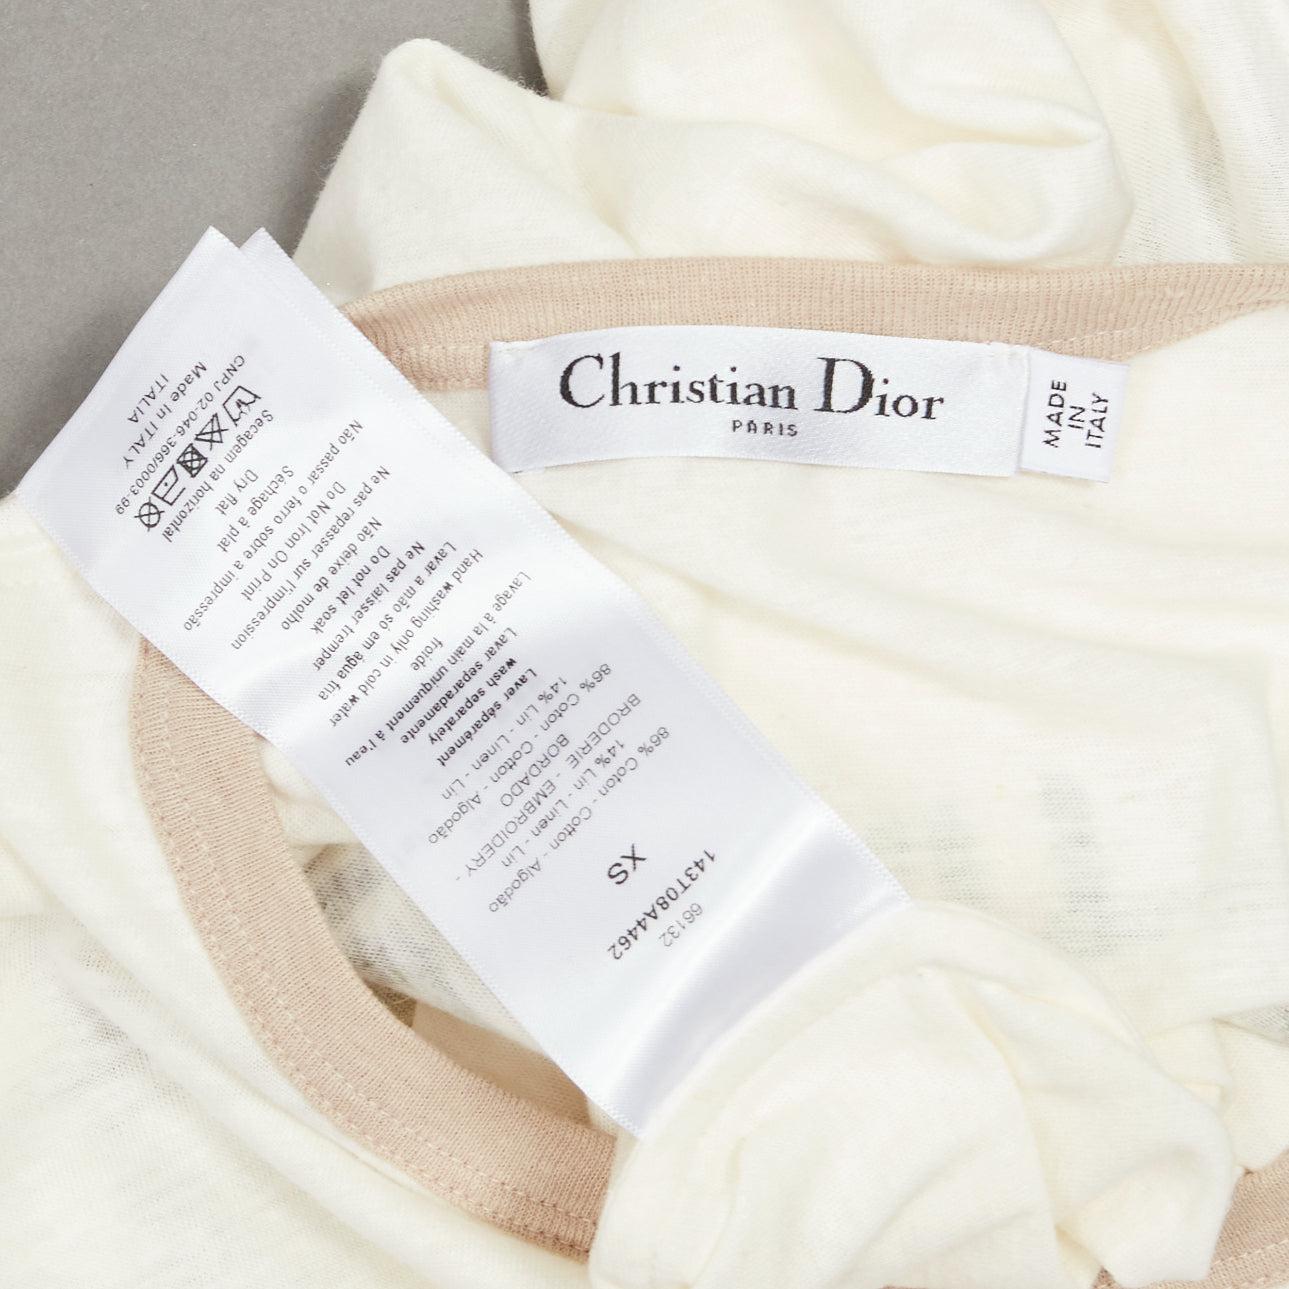 Christian Dior
PARIS
MADE
IN
ITALY
66132
143T08A4462
XS
86% Coton - Cotton - Algodão
14% Lin - Linen - Lin
BRODERIE - EMBROIDERY -
BORDADO
86% Coton - Cotton - Algodão
14% Lin - Linen - Lin
Laver séparément
wash separately
Lavar separadamente
Lavage à la main uniquement à l'eau
froide
Hand washing only in cold water
Lavar a mão só em agua fria
Ne pas laisser tremper
Do not let soak
Não deixe de molho
Ne pas repasser sur l'impression
Do Not Iron On Print
Não passar o ferro sobre a impressão
Séchage à plat
Dry flat
Secagem na horizontal
CNPJ 02-046-366/0003-99
Made In ITALY
ITALIA